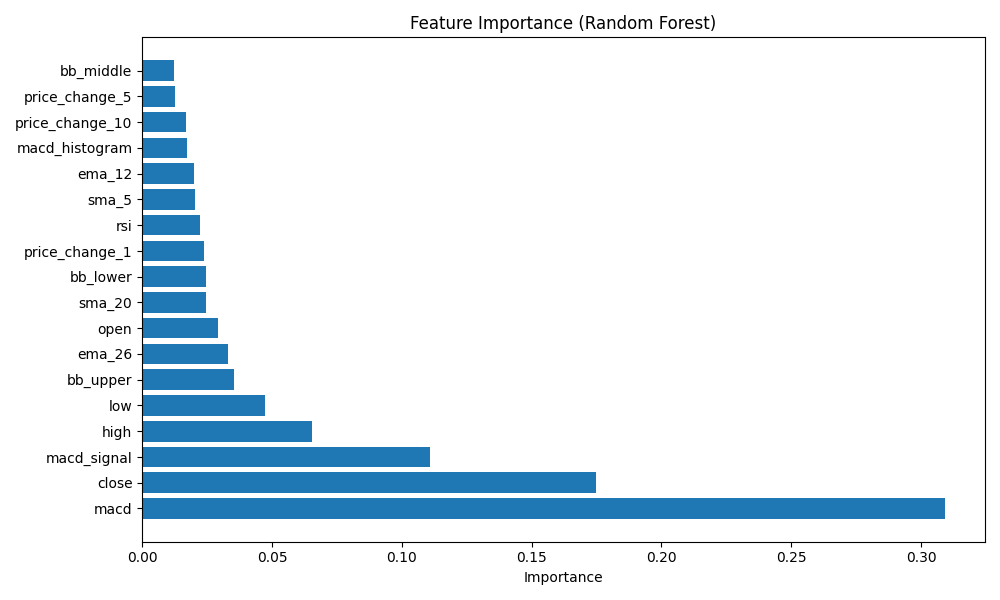 Feature Importance (Random Forest)
bb_middle
price_change_5
price_change_10
macd_histogram
ema_12
sma_5
rsi
price_change_1
bb_lower
sma_20
open
ema_26
bb_upper
low
high
macd_signal
close
macd
0.00 0.05 0.10 0.15 0.20 0.25 0.30
Importance